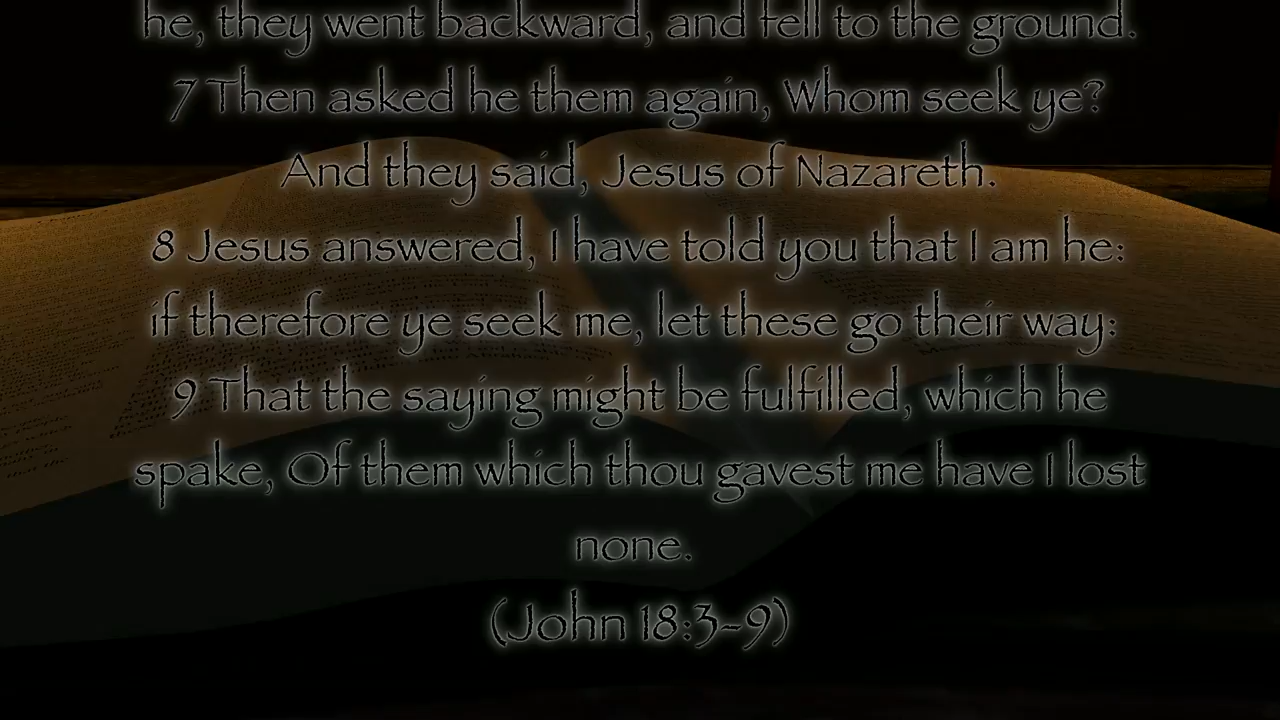 he, they went backward, and fell to the ground.
7 Then asked he them again, Whom seek ye?
And they said, Jesus of Nazareth.
8 Jesus answered, I have told you that I am he:
if therefore ye seek me, let these go their way:
9 That the saying might be fulfilled, which he
spake, Of them which thou gavest me have I lost
none.
(John 18:3-9)